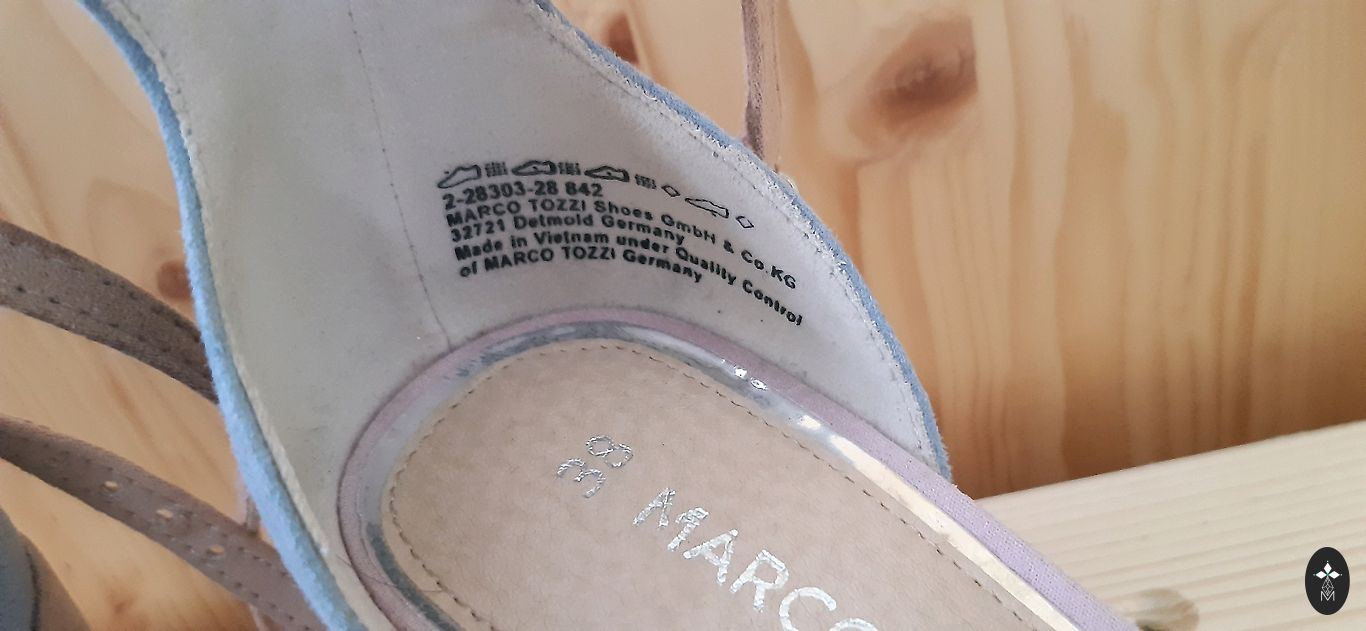 2-28303-28 842
MARCO TOZZI Shoes GmbH & Co.KG
32721 Detmold Germany
Made in Vietnam under Quality Control
of MARCO TOZZI Germany
38
MARCO
M